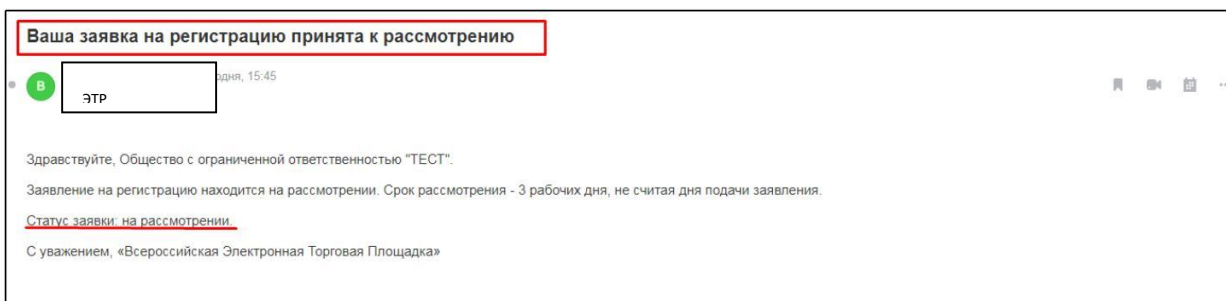 Ваша заявка на регистрацию принята к рассмотрению
В
одня, 15:45
ЭТР
Здравствуйте, Общество с ограниченной ответственностью "ТЕСТ".
Заявление на регистрацию находится на рассмотрении. Срок рассмотрения - 3 рабочих дня, не считая дня подачи заявления.
Статус заявки: на рассмотрении.
С уважением, «Всероссийская Электронная Торговая Площадка»